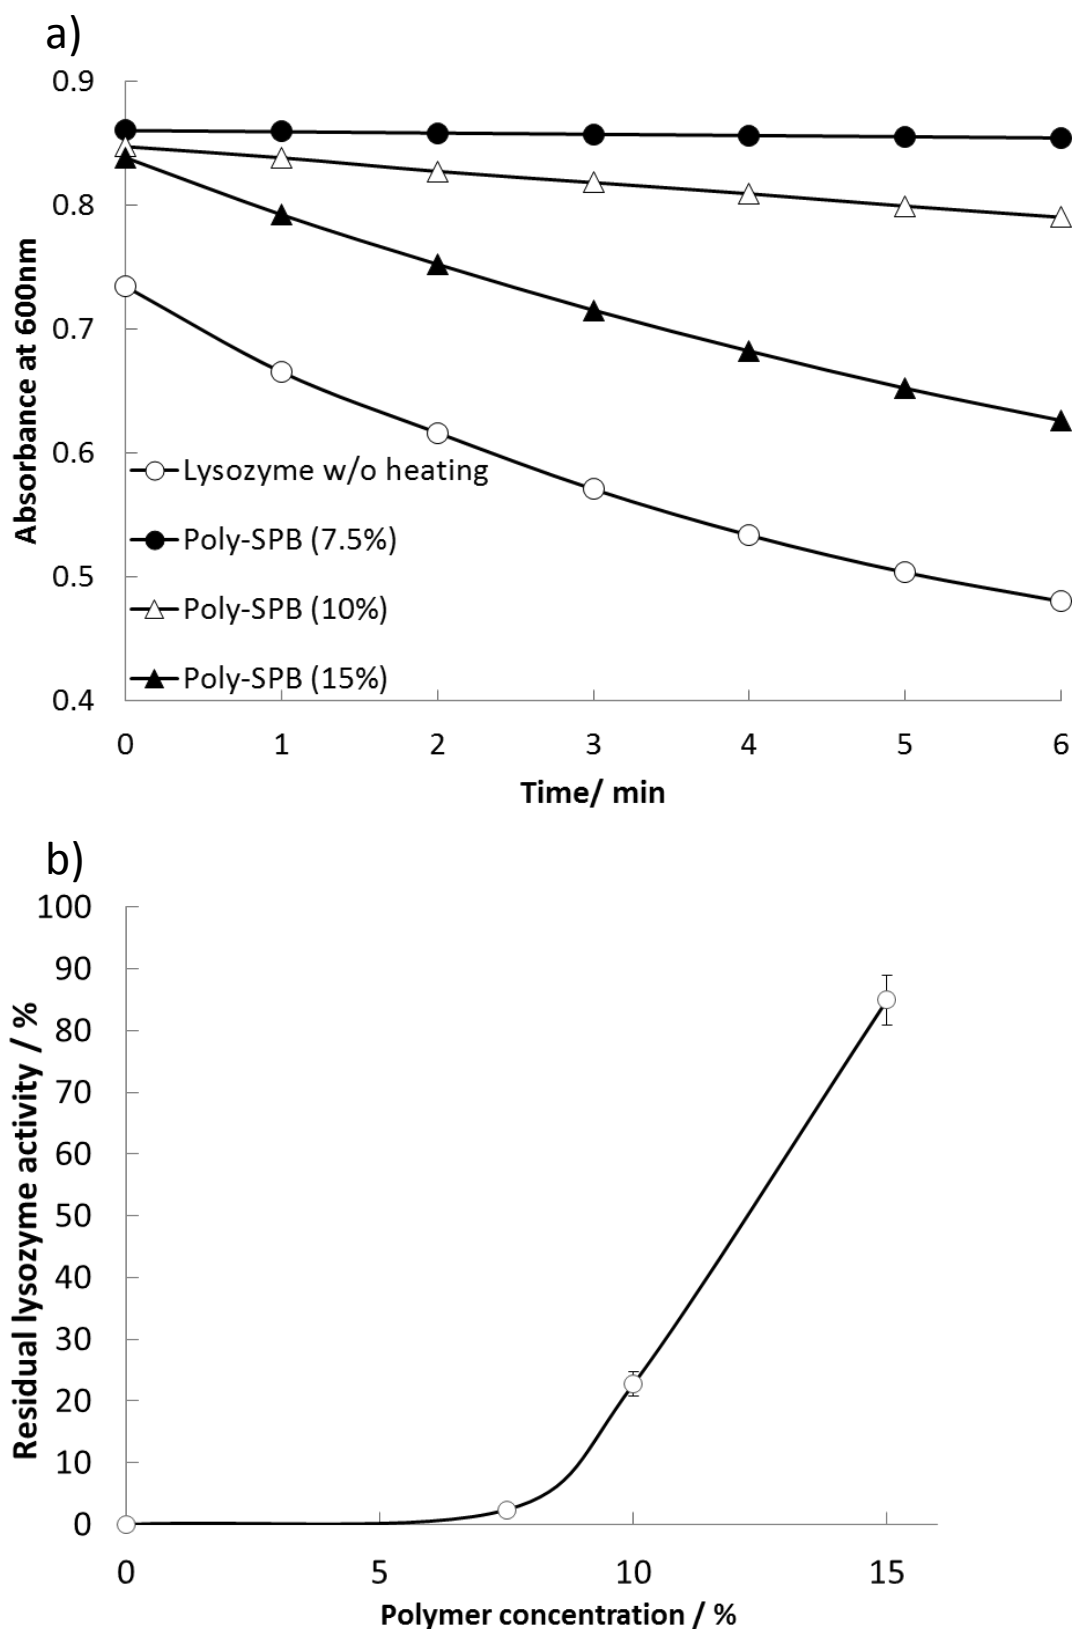 a)
0.9
0.8
0.7
0.6
0.5
0.4
Absorbance at 600nm
Lysozyme w/o heating
Poly-SPB (7.5%)
Poly-SPB (10%)
Poly-SPB (15%)
0 1 2 3 4 5 6
Time/ min
b)
100
90
80
70
60
50
40
30
20
10
0
Residual lysozyme activity / %
0 5 10 15
Polymer concentration / %